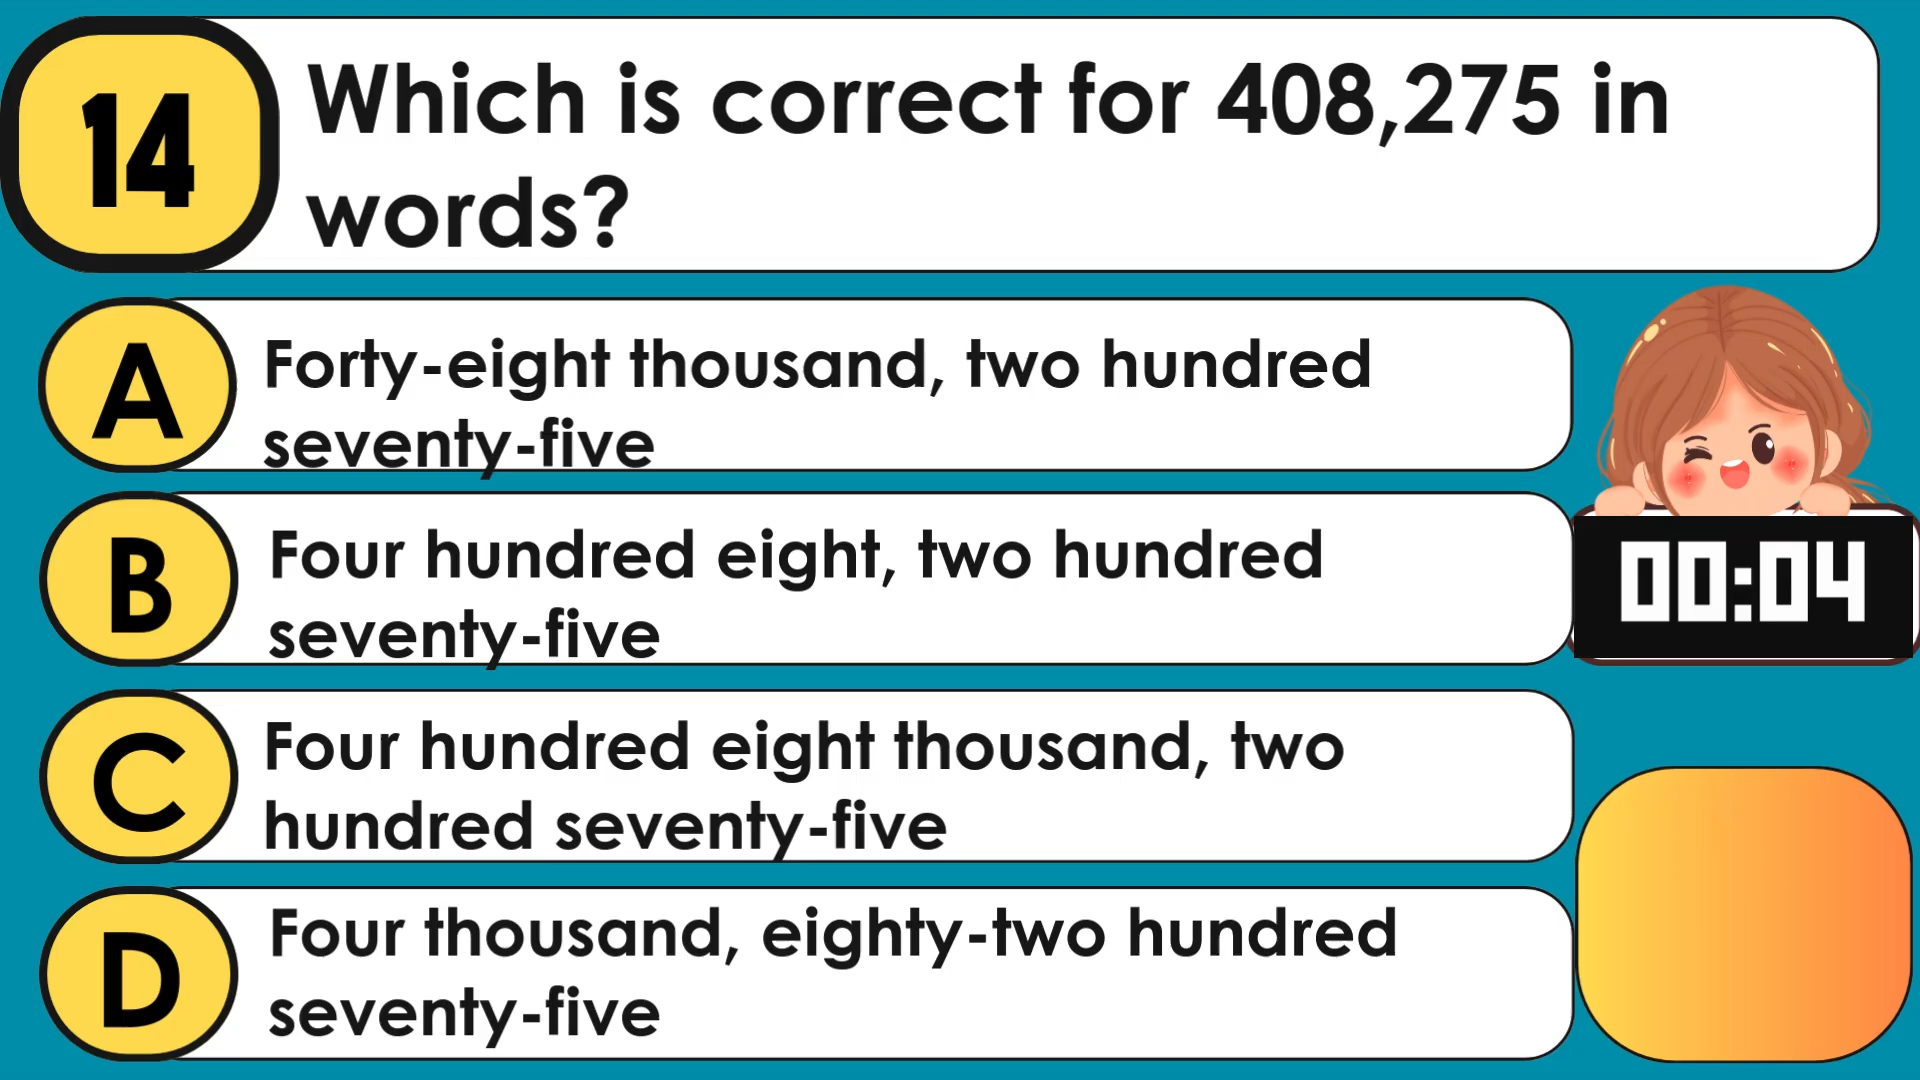 14
Which is correct for 408,275 in
words?
A
Forty-eight thousand, two hundred
seventy-five
B
Four hundred eight, two hundred
seventy-five
00:04
C
Four hundred eight thousand, two
hundred seventy-five
D
Four thousand, eighty-two hundred
seventy-five